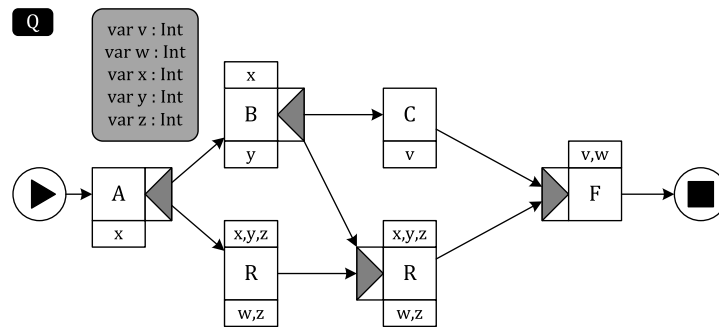 Q
var v : Int
var w : Int
var x : Int
var y : Int
var z : Int
x
B
y
C
v
A
x
v,w
F
x,y,z
R
w,z
x,y,z
R
w,z